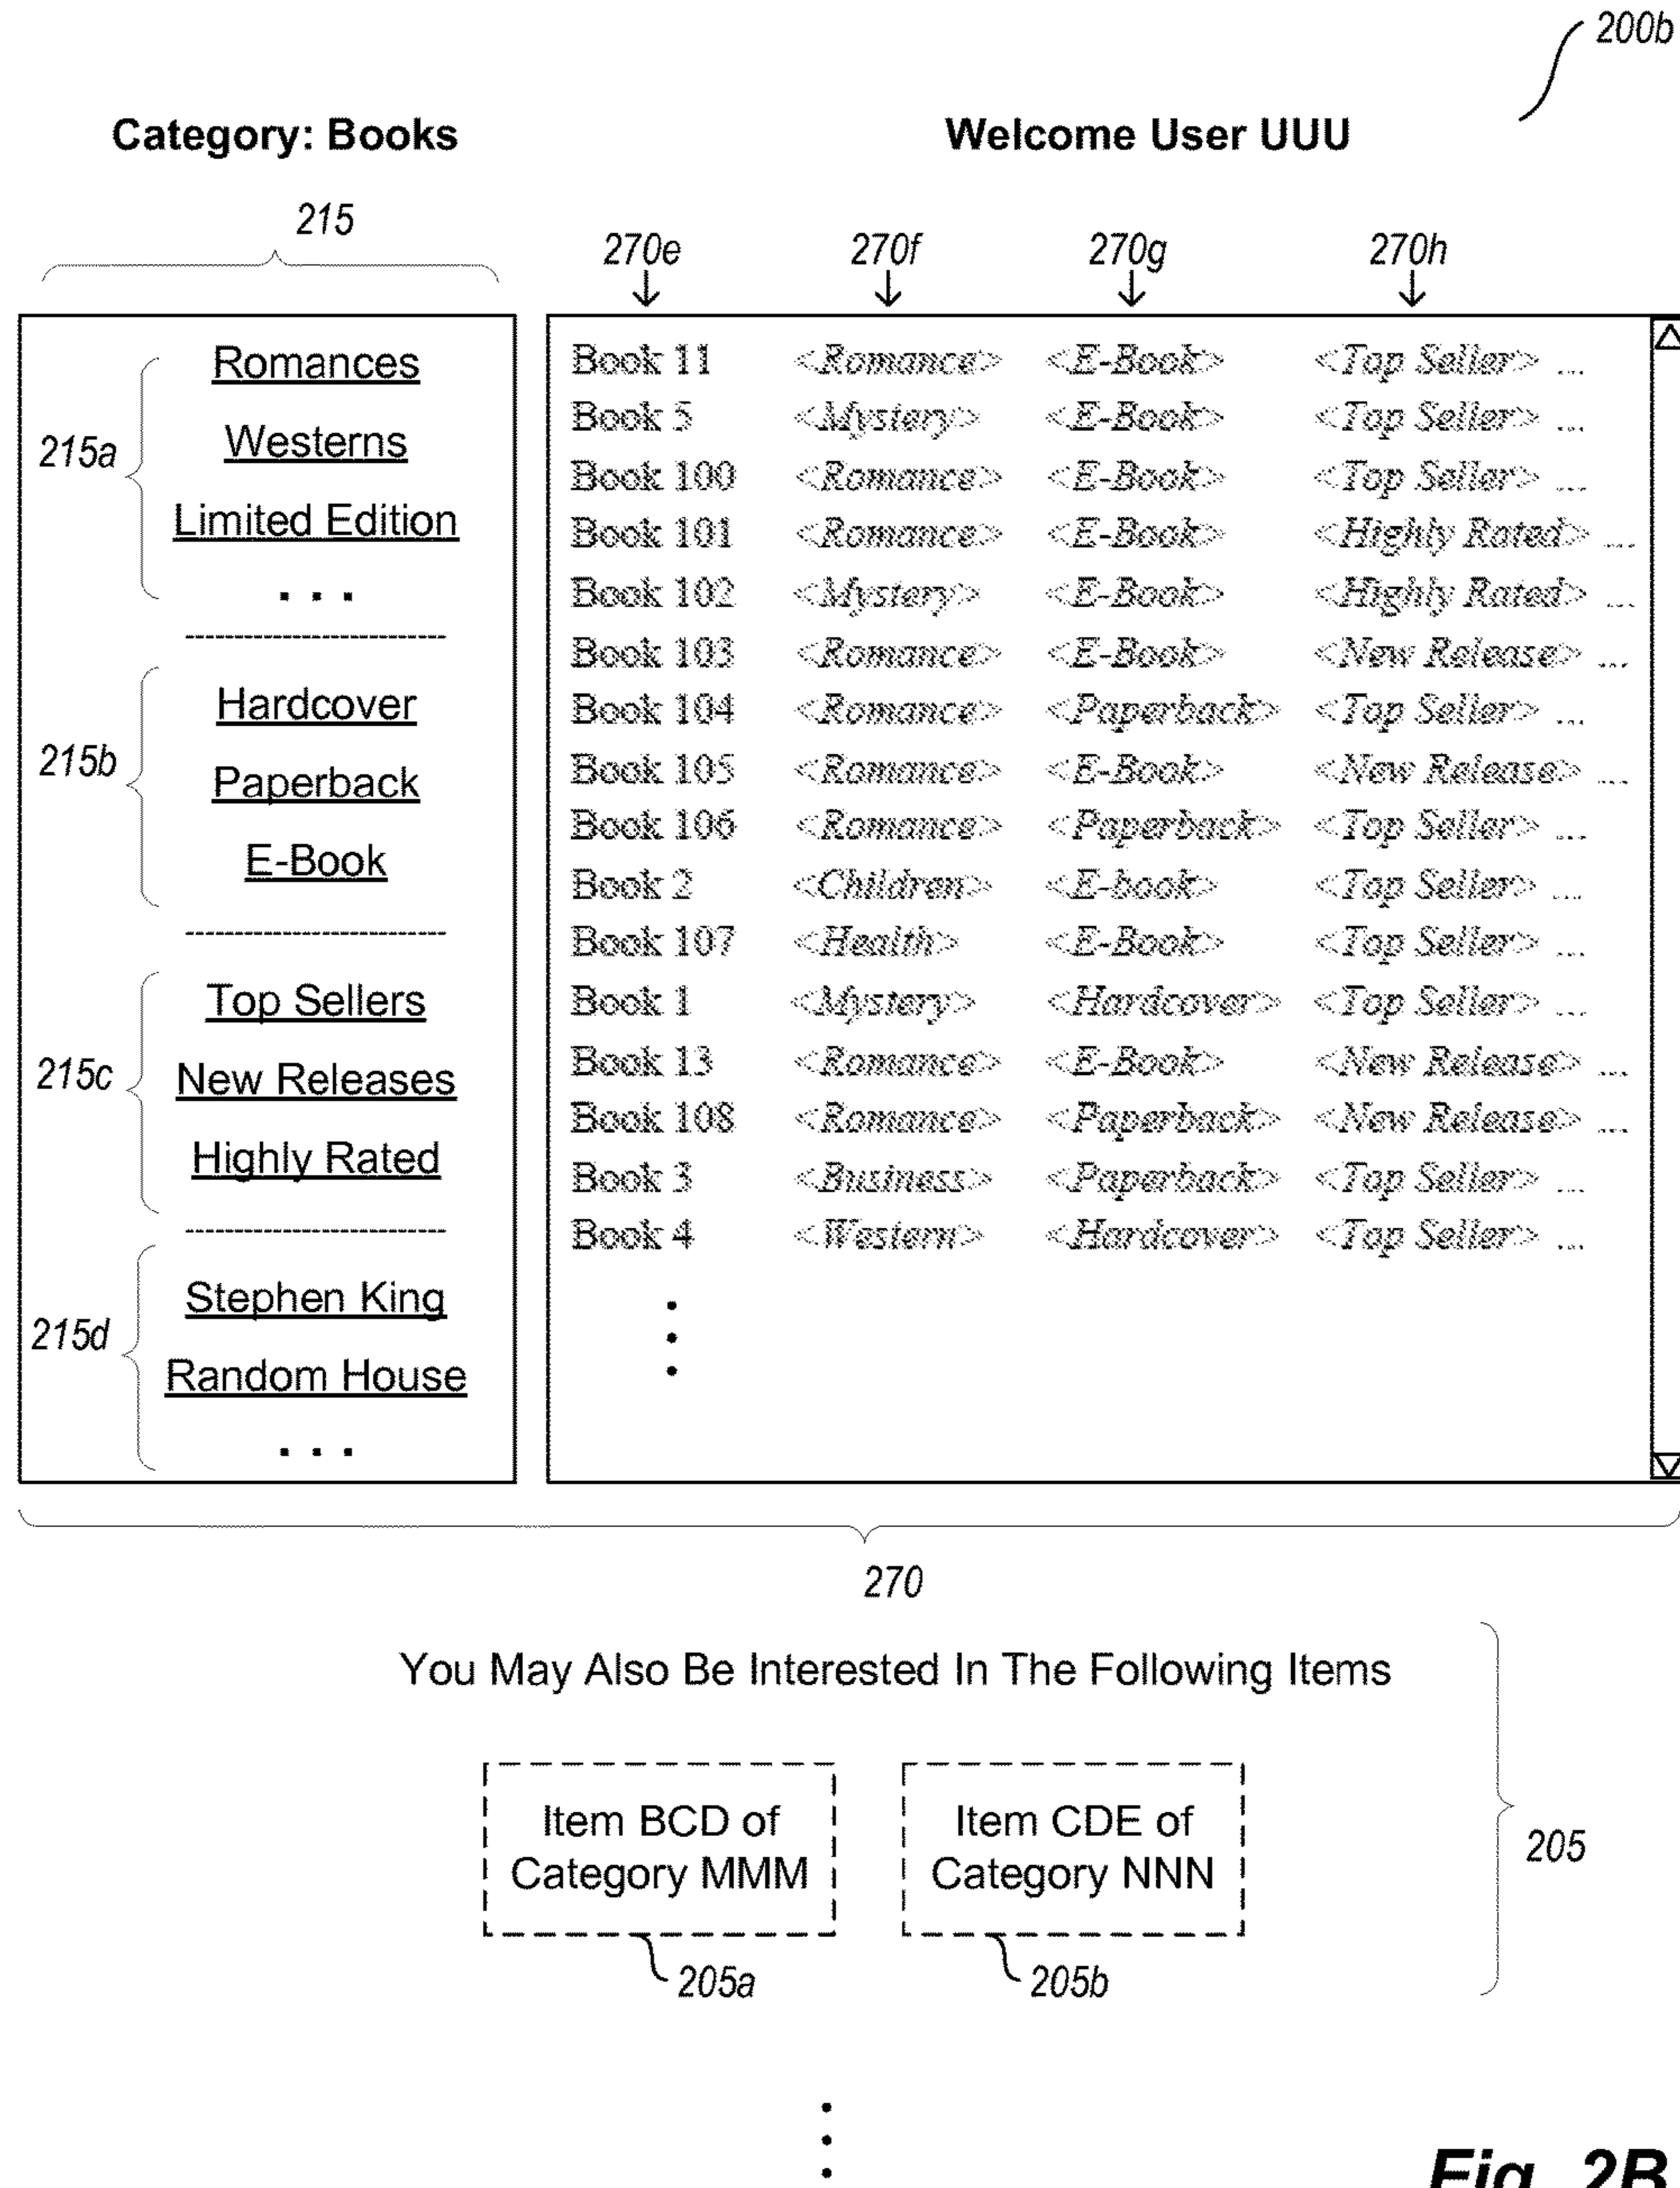 200b
Category: Books
Welcome User UUU
215
270e 270f 270g 270h
215a
Romances
Westerns
Limited Edition
...
215b
Hardcover
Paperback
E-Book
215c
Top Sellers
New Releases
Highly Rated
215d
Stephen King
Random House
...
Book 11 <Romance> <E-Book> <Top Seller> ...
Book 5 <Mystery> <E-Book> <Top Seller> ...
Book 100 <Romance> <E-Book> <Top Seller> ...
Book 101 <Romance> <E-Book> <Highly Rated> ...
Book 102 <Mystery> <E-Book> <Highly Rated> ...
Book 103 <Romance> <E-Book> <New Release> ...
Book 104 <Romance> <Paperback> <Top Seller> ...
Book 105 <Romance> <E-Book> <New Release> ...
Book 106 <Romance> <Paperback> <Top Seller> ...
Book 2 <Children> <E-book> <Top Seller> ...
Book 107 <Health> <E-Book> <Top Seller> ...
Book 1 <Mystery> <Hardcover> <Top Seller> ...
Book 13 <Romance> <E-Book> <New Release> ...
Book 108 <Romance> <Paperback> <New Release> ...
Book 3 <Business> <Paperback> <Top Seller> ...
Book 4 <Western> <Hardcover> <Top Seller> ...
270
You May Also Be Interested In The Following Items
Item BCD of
Category MMM
205a
Item CDE of
Category NNN
205b
205
Fig. 2B